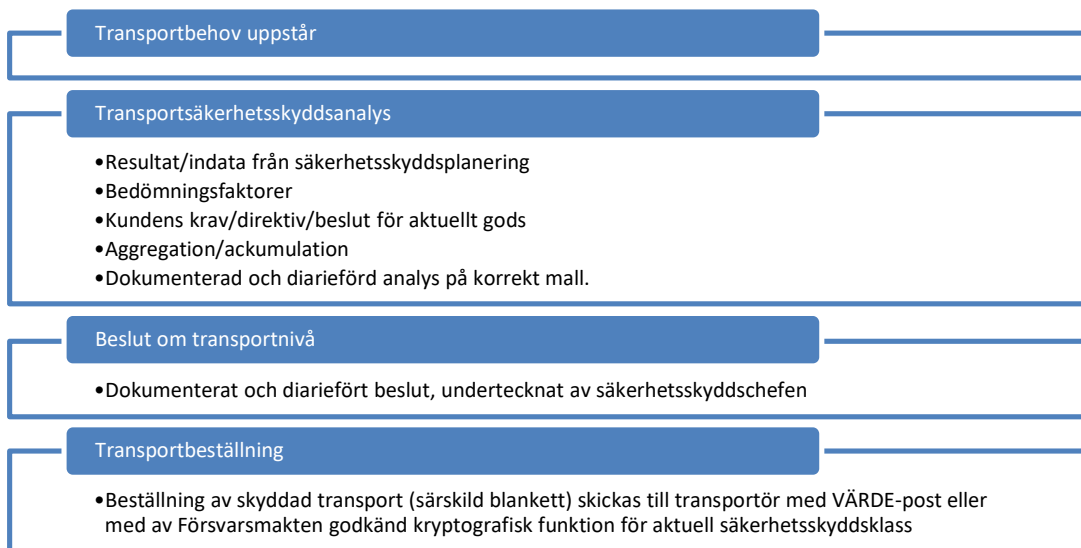 Transportbehov uppstår
Transportsäkerhetsskyddsanalys
•Resultat/indata från säkerhetsskyddsplanering
•Bedömningsfaktorer
•Kundens krav/direktiv/beslut för aktuellt gods
•Aggregation/ackumulation
•Dokumenterad och diarieförd analys på korrekt mall.
Beslut om transportnivå
•Dokumenterat och diariefört beslut, undertecknat av säkerhetsskyddschefen
Transportbeställning
•Beställning av skyddad transport (särskild blankett) skickas till transportör med VÄRDE-post eller
med av Försvarsmakten godkänd kryptografisk funktion för aktuell säkerhetsskyddsklass